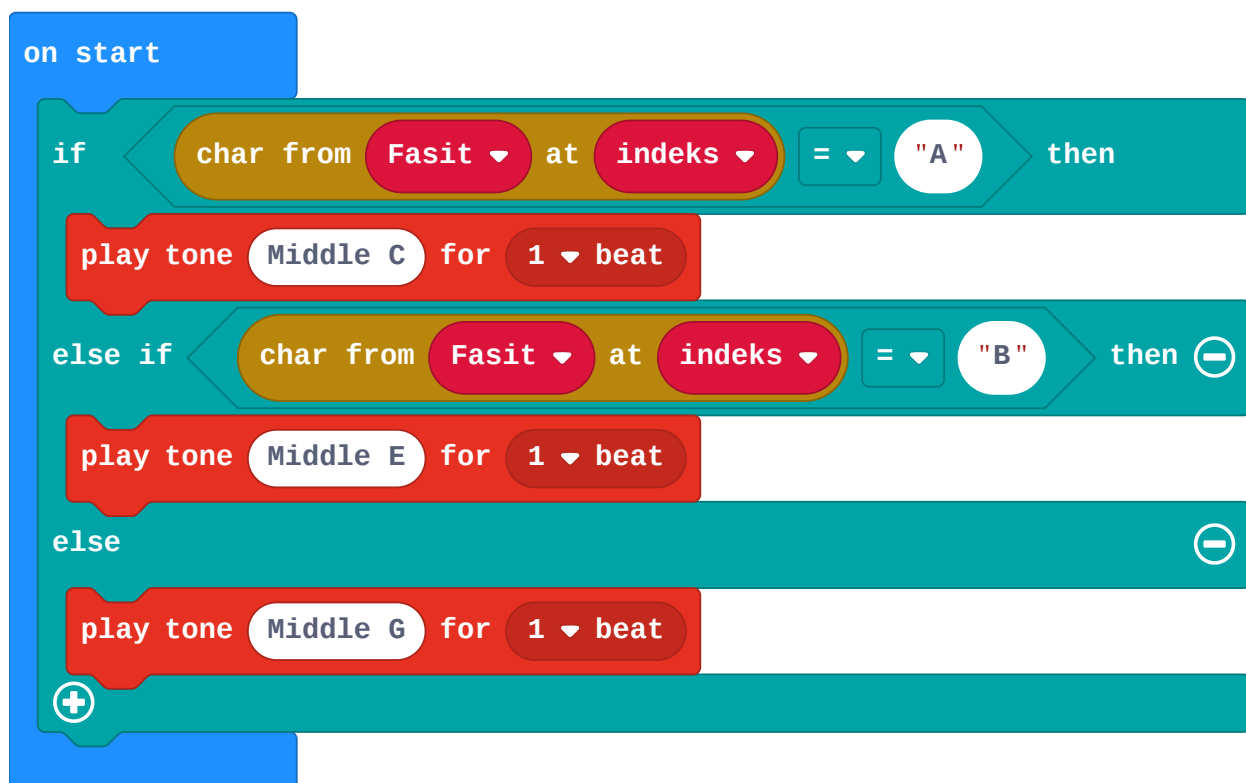 on start
if char from Fasit at indeks = "A" then
play tone Middle C for 1 beat
else if char from Fasit at indeks = "B" then
play tone Middle E for 1 beat
else
play tone Middle G for 1 beat